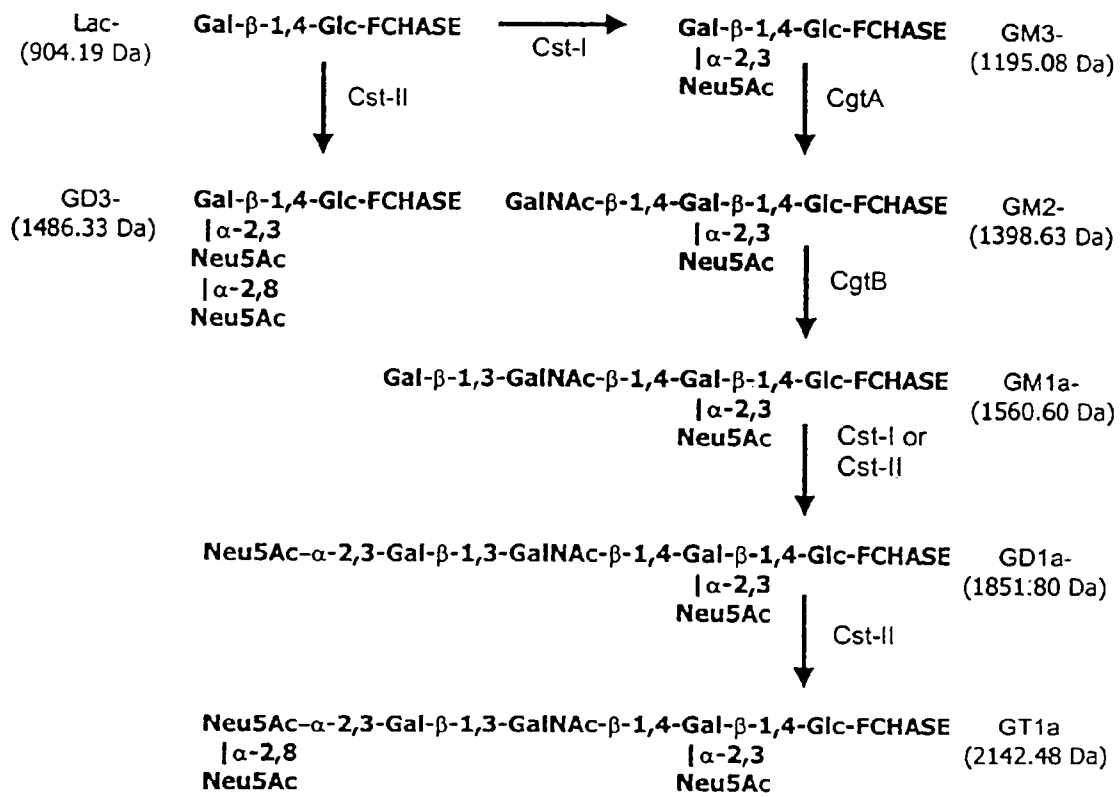 Lac-
(904.19 Da)
Gal-β-1,4-Glc-FCHASE
Cst-I
Gal-β-1,4-Glc-FCHASE
|α-2,3
Neu5Ac
GM3-
(1195.08 Da)
Cst-II
CgtA
GD3-
(1486.33 Da)
Gal-β-1,4-Glc-FCHASE
|α-2,3
Neu5Ac
|α-2,8
Neu5Ac
GalNAc-β-1,4-Gal-β-1,4-Glc-FCHASE
|α-2,3
Neu5Ac
GM2-
(1398.63 Da)
CgtB
Gal-β-1,3-GalNAc-β-1,4-Gal-β-1,4-Glc-FCHASE
|α-2,3
Neu5Ac
GM1a-
(1560.60 Da)
Cst-I or
Cst-II
Neu5Ac-α-2,3-Gal-β-1,3-GalNAc-β-1,4-Gal-β-1,4-Glc-FCHASE
|α-2,3
Neu5Ac
GD1a-
(1851.80 Da)
Cst-II
Neu5Ac-α-2,3-Gal-β-1,3-GalNAc-β-1,4-Gal-β-1,4-Glc-FCHASE
|α-2,8
Neu5Ac
|α-2,3
Neu5Ac
GT1a
(2142.48 Da)